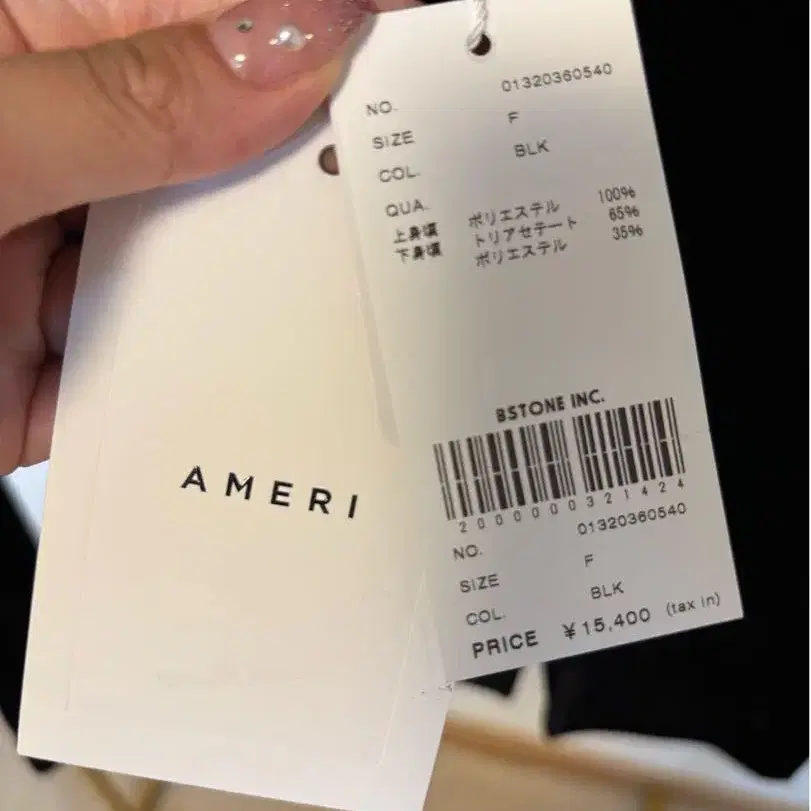 AMERI
NO. 01320360540
SIZE F
COL. BLK
QUA.
上身頃 ポリエステル 100%
下身頃 トリアセテート 65%
ポリエステル 35%
BSTONE INC.
2000000321424
NO. 01320360540
SIZE F
COL. BLK
PRICE ¥15,400 (tax in)